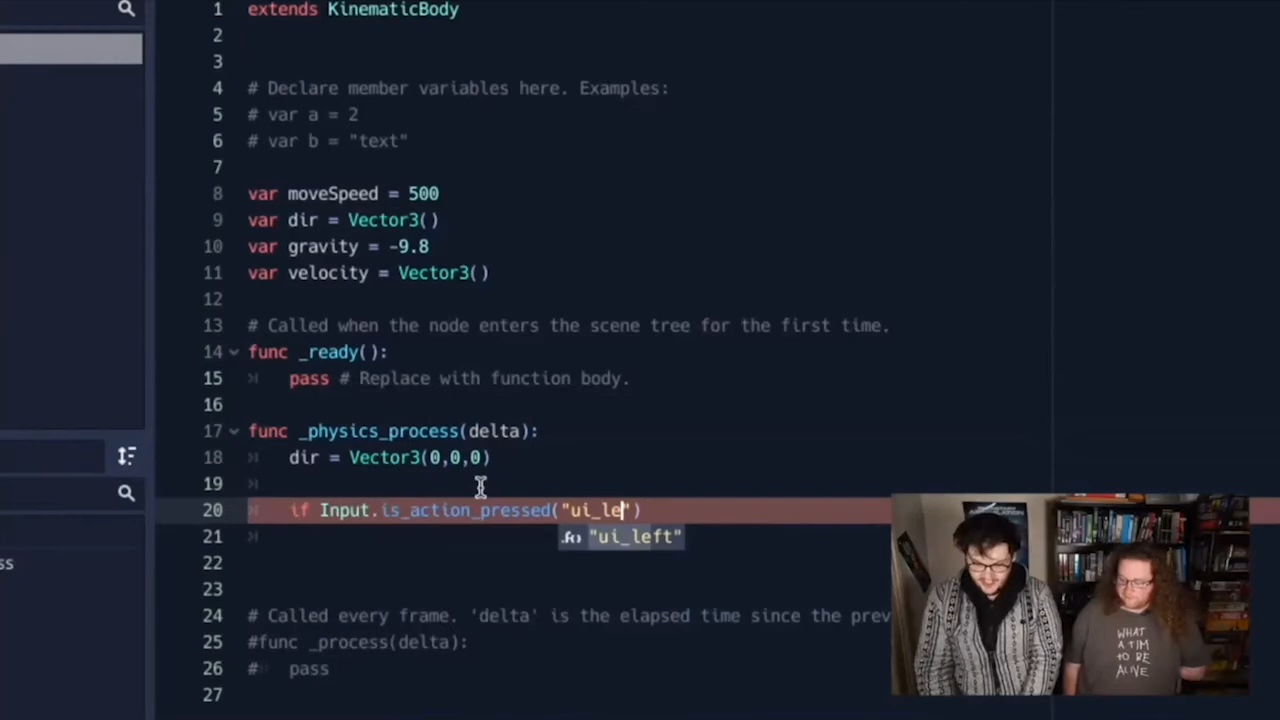 1 extends KinematicBody
2
3
4 # Declare member variables here. Examples:
5 # var a = 2
6 # var b = "text"
7
8 var moveSpeed = 500
9 var dir = Vector3()
10 var gravity = -9.8
11 var velocity = Vector3()
12
13 # Called when the node enters the scene tree for the first time.
14 func _ready():
15 pass # Replace with function body.
16
17 func _physics_process(delta):
18 dir = Vector3(0,0,0)
19
20 if Input.is_action_pressed("ui_le")
21 "ui_left"
22
ss
23
24 # Called every frame. 'delta' is the elapsed time since the prev
25 #func _process(delta):
26 # pass
27
WHAT
A TIM
TO BE
ALIVE